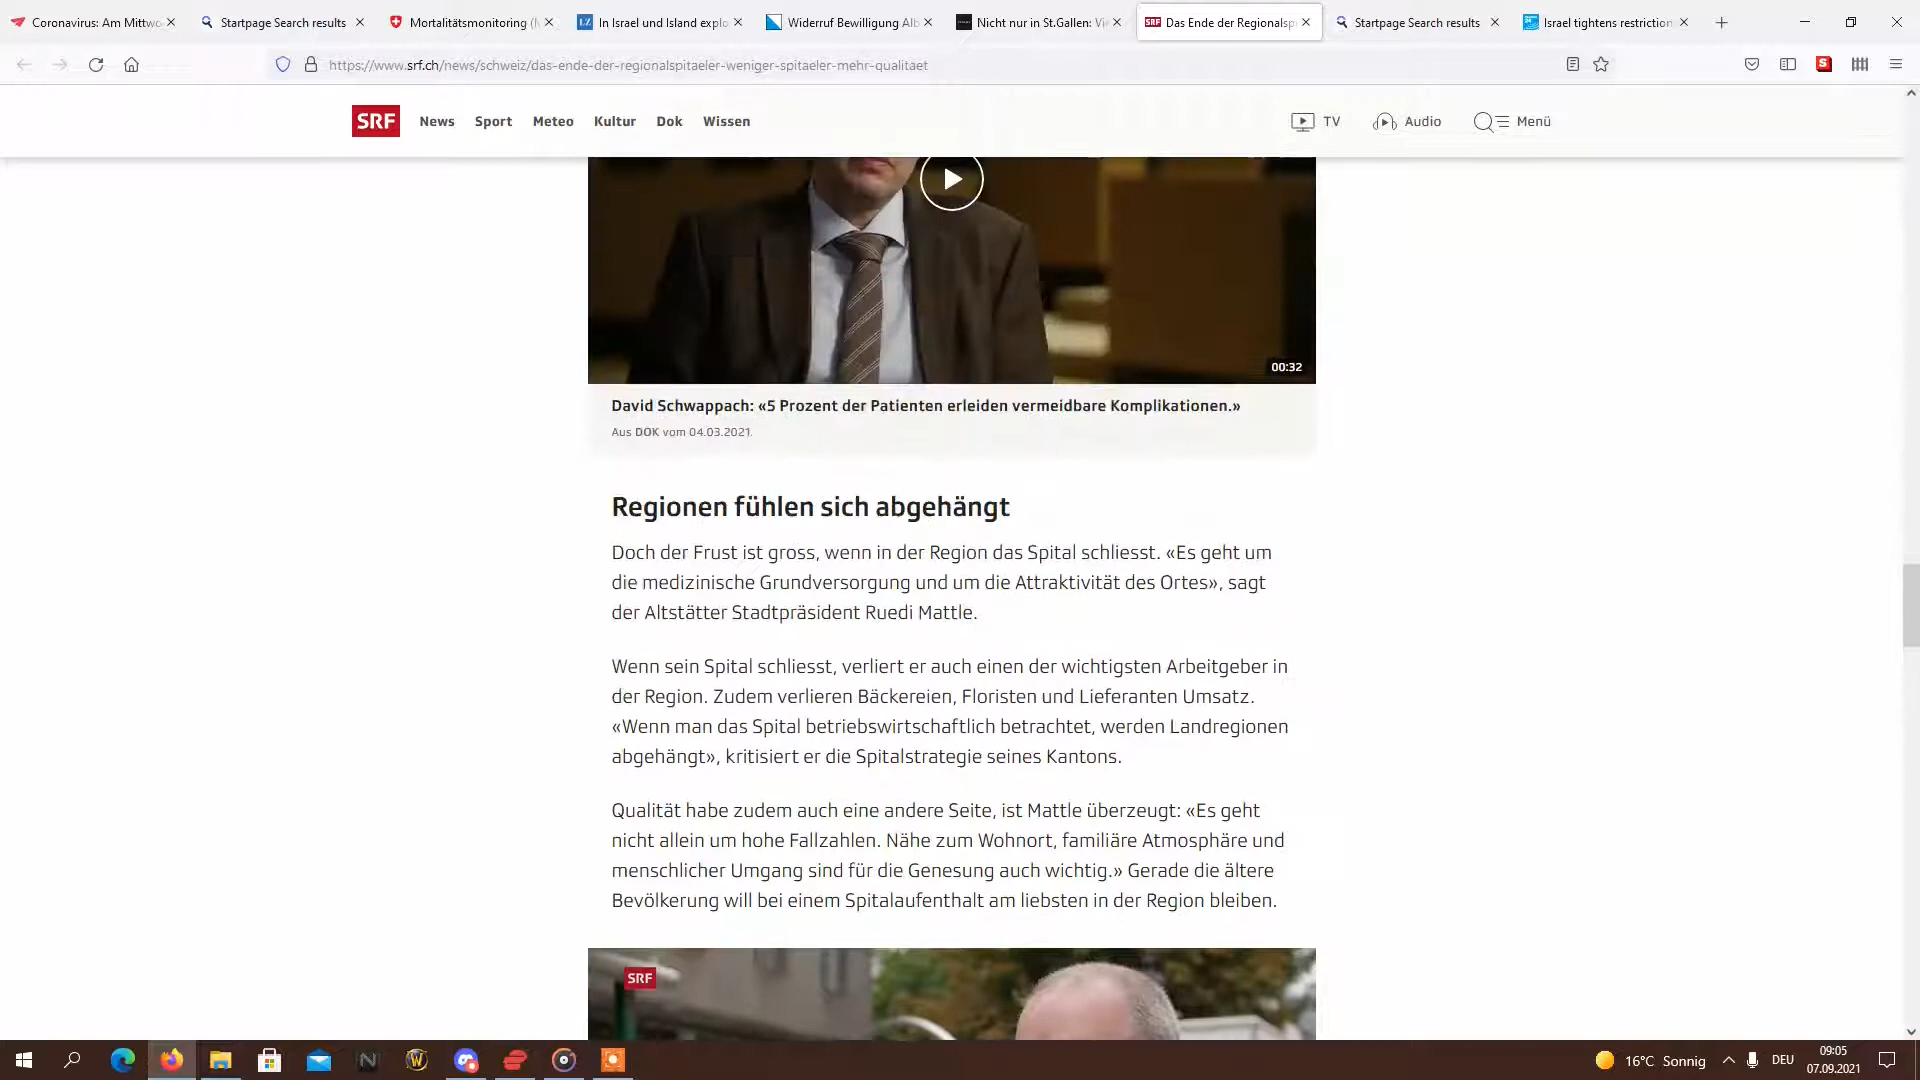 Coronavirus: Am Mittwo
Startpage Search results
Mortalitätsmonitoring (M
In Israel und Island explo
Widerruf Bewilligung Alb
Nicht nur in St.Gallen: Vi
Das Ende der Regionalsp
Startpage Search results
Israel tightens restriction
https://www.srf.ch/news/schweiz/das-ende-der-regionalspitaeler-weniger-spitaeler-mehr-qualitaet
SRF News Sport Meteo Kultur Dok Wissen TV Audio Menü
00:32
David Schwappach: «5 Prozent der Patienten erleiden vermeidbare Komplikationen.»
Aus DOK vom 04.03.2021.
Regionen fühlen sich abgehängt
Doch der Frust ist gross, wenn in der Region das Spital schliesst. «Es geht um
die medizinische Grundversorgung und um die Attraktivität des Ortes», sagt
der Altstätter Stadtpräsident Ruedi Mattle.
Wenn sein Spital schliesst, verliert er auch einen der wichtigsten Arbeitgeber in
der Region. Zudem verlieren Bäckereien, Floristen und Lieferanten Umsatz.
«Wenn man das Spital betriebswirtschaftlich betrachtet, werden Landregionen
abgehängt», kritisiert er die Spitalstrategie seines Kantons.
Qualität habe zudem auch eine andere Seite, ist Mattle überzeugt: «Es geht
nicht allein um hohe Fallzahlen. Nähe zum Wohnort, familiäre Atmosphäre und
menschlicher Umgang sind für die Genesung auch wichtig.» Gerade die ältere
Bevölkerung will bei einem Spitalaufenthalt am liebsten in der Region bleiben.
SRF
16°C Sonnig DEU 09:05
07.09.2021